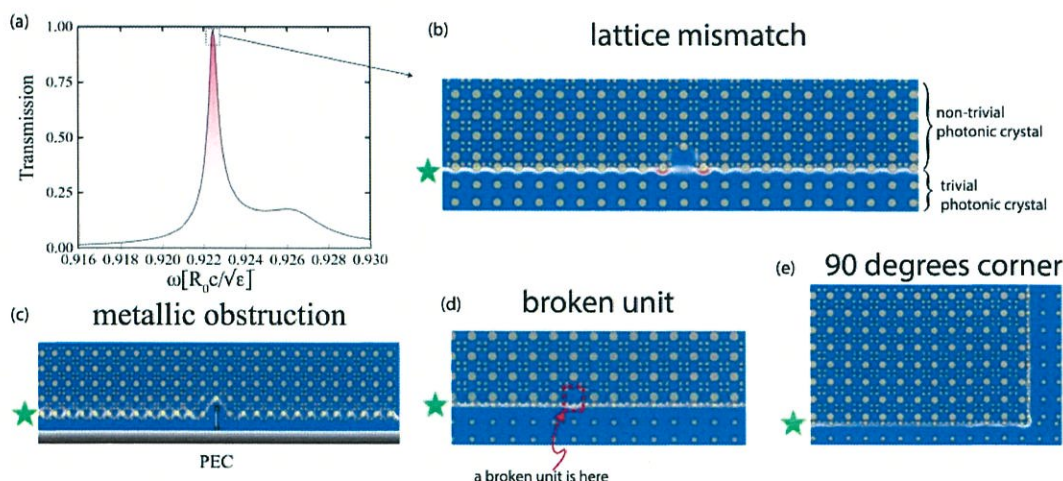 (a)
1.00
0.75
0.50
0.25
0.00
Transmission
0.916 0.918 0.920 0.922 0.924 0.926 0.928 0.930
ω[R₀c/√ε]
(b)
lattice mismatch
non-trivial
photonic crystal
trivial
photonic crystal
(c)
metallic obstruction
PEC
(d)
broken unit
a broken unit is here
(e)
90 degrees corner